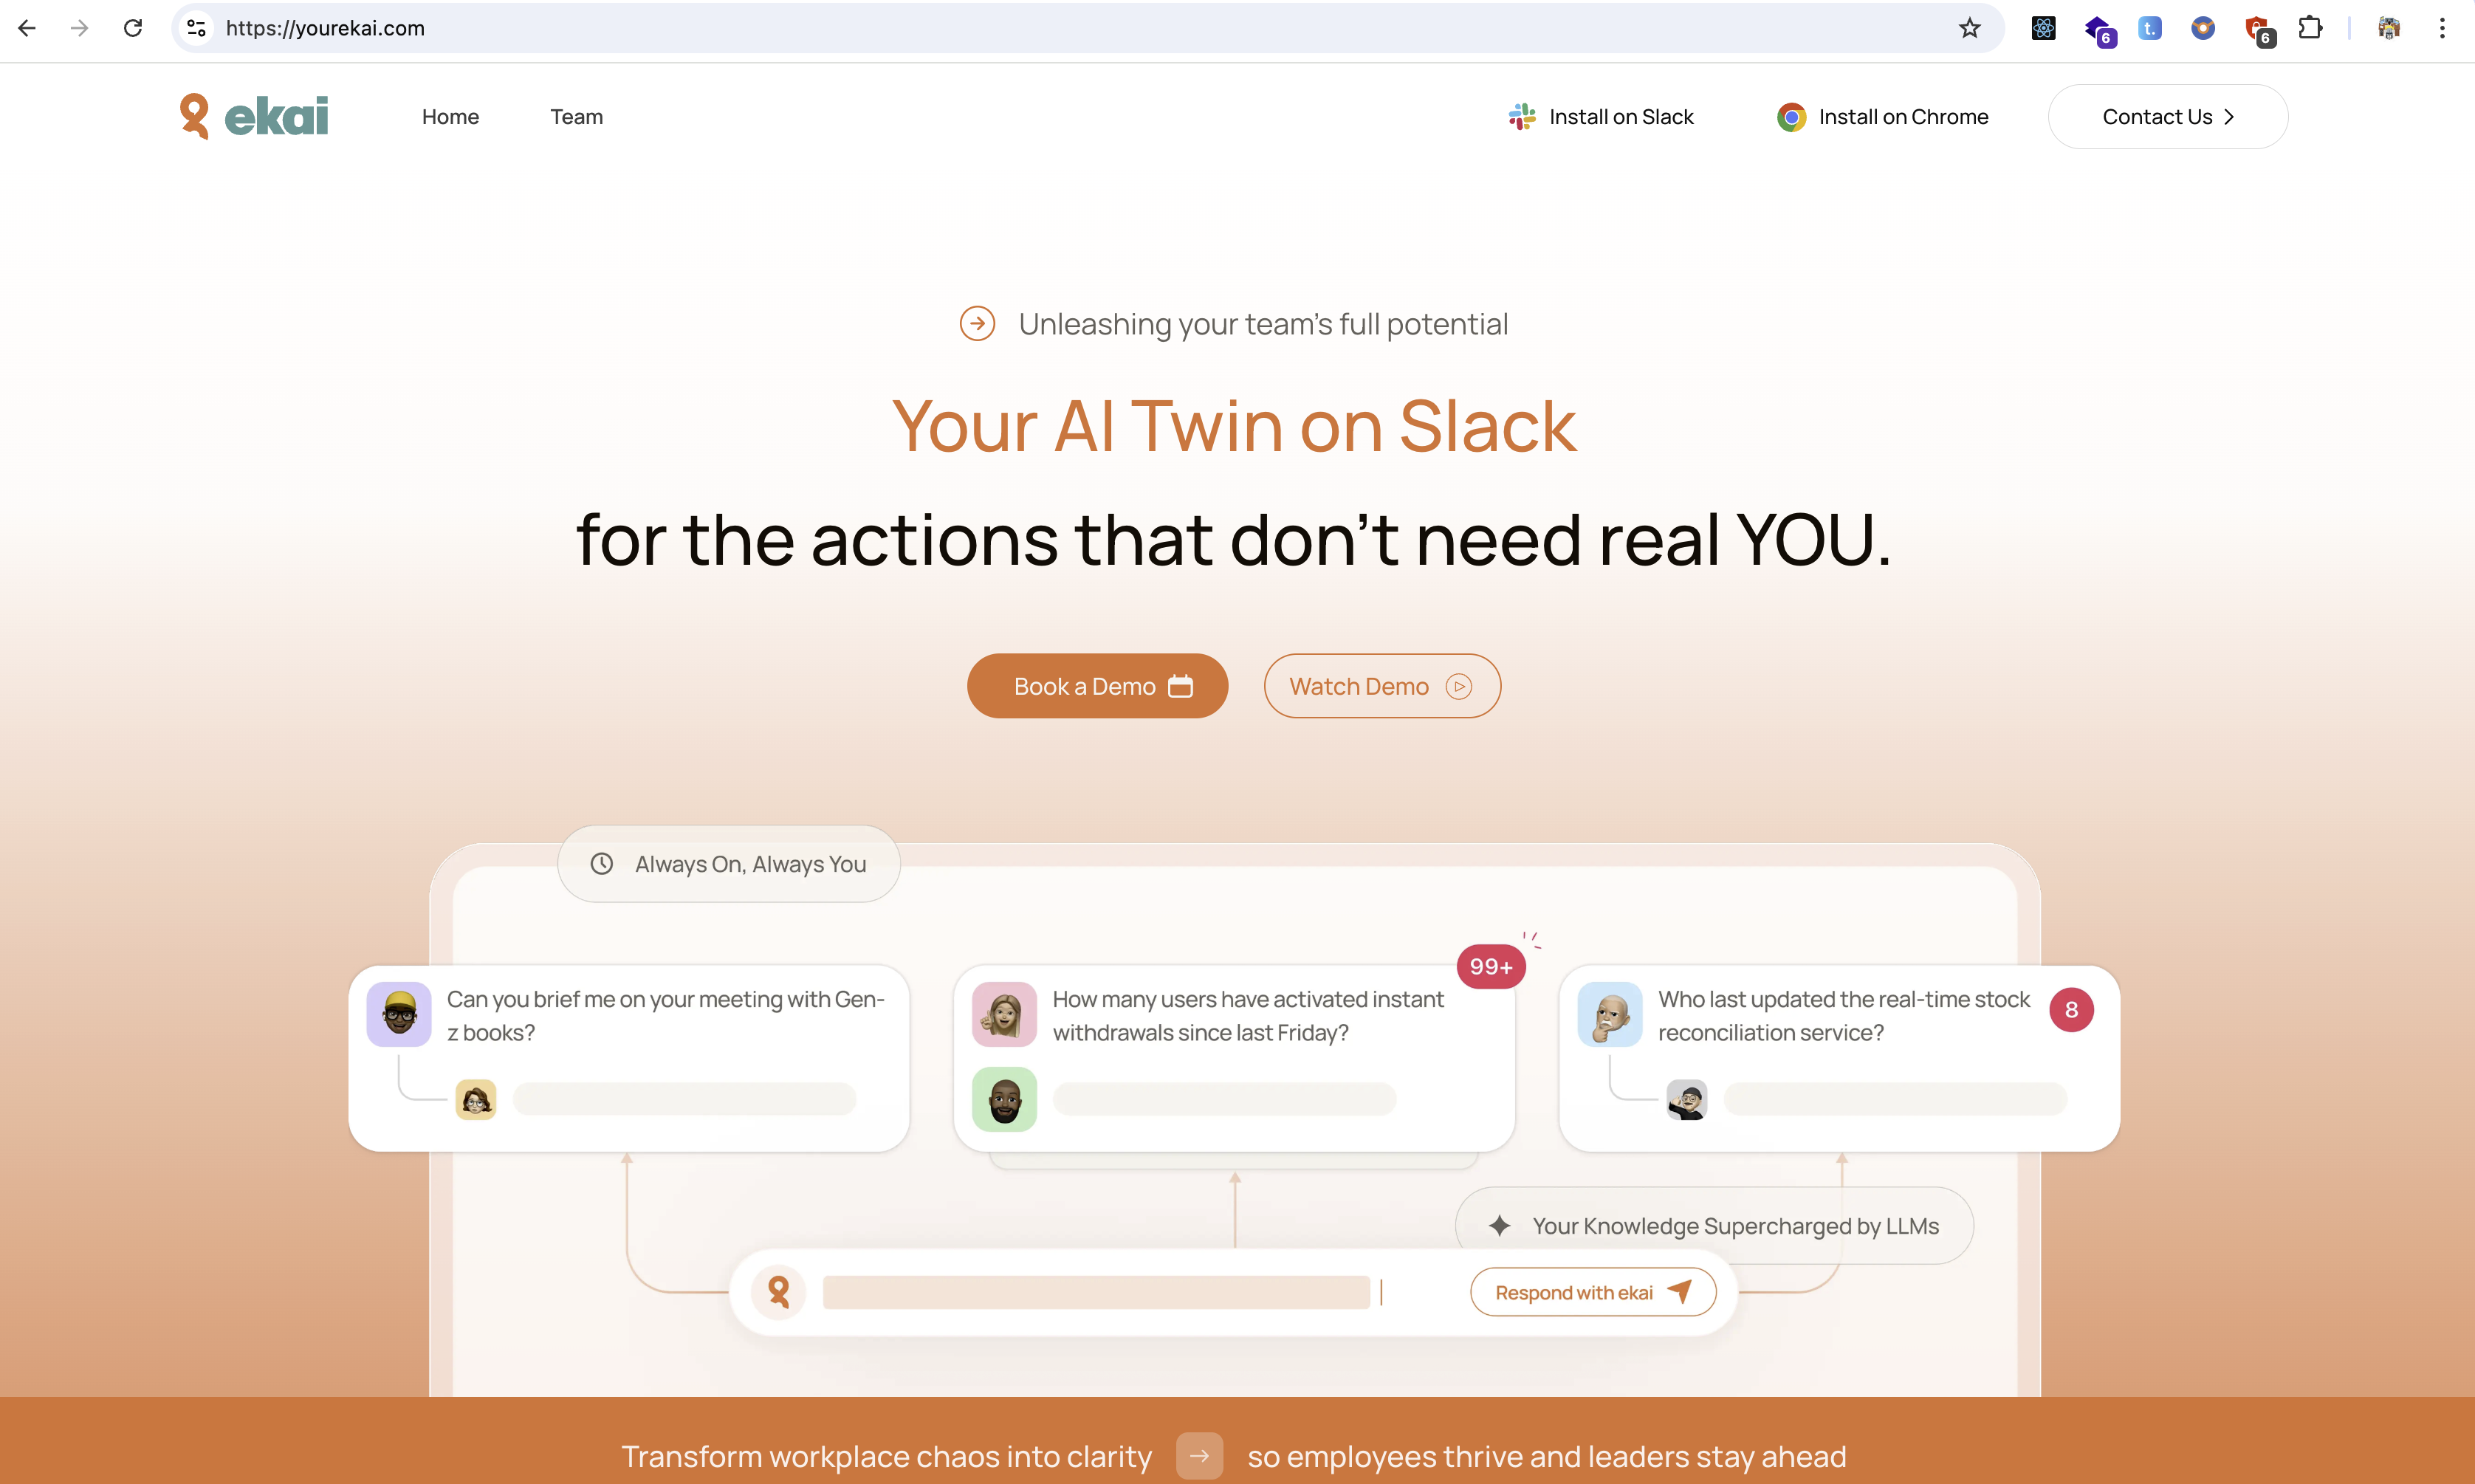 https://yourekai.com
6
t.
6
ekai
Home
Team
Install on Slack
Install on Chrome
Contact Us
Unleashing your team's full potential
Your AI Twin on Slack
for the actions that don't need real YOU.
Book a Demo
Watch Demo
Always On, Always You
Can you brief me on your meeting with Gen-
z books?
99+
How many users have activated instant
withdrawals since last Friday?
Who last updated the real-time stock
reconciliation service?
8
Your Knowledge Supercharged by LLMs
Respond with ekai
Transform workplace chaos into clarity
so employees thrive and leaders stay ahead